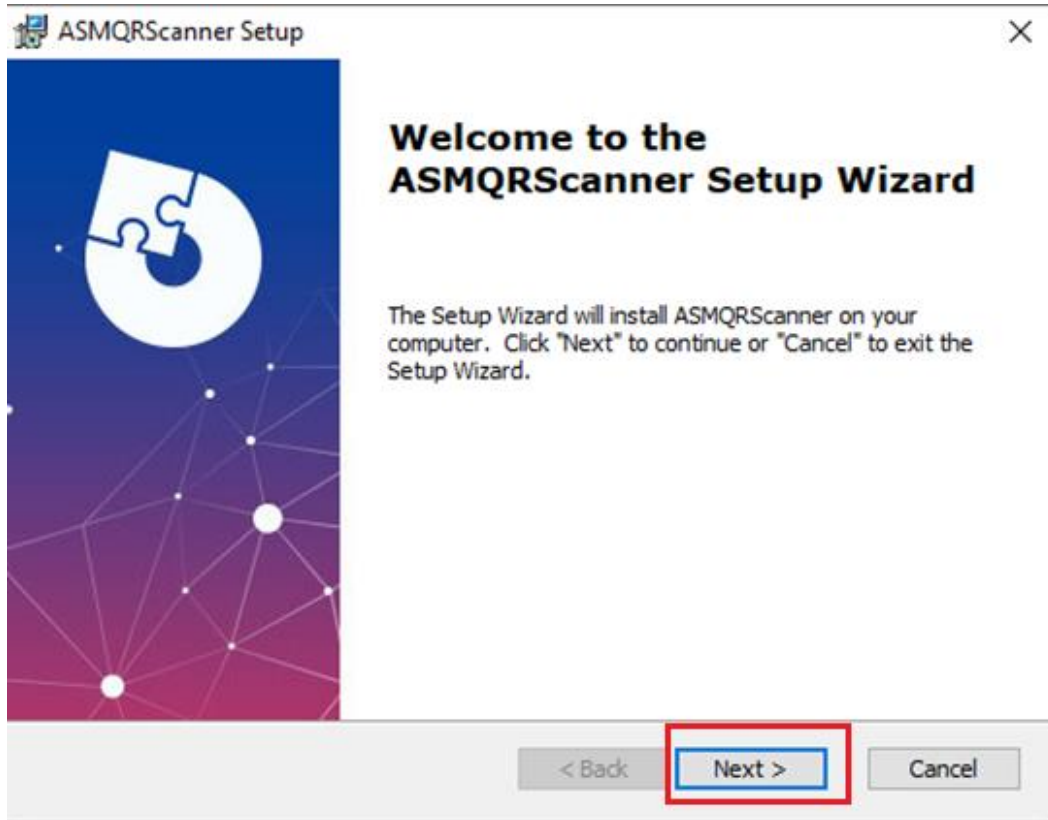 ASMQRScanner Setup
Welcome to the
ASMQRScanner Setup Wizard
The Setup Wizard will install ASMQRScanner on your
computer. Click "Next" to continue or "Cancel" to exit the
Setup Wizard.
< Back
Next >
Cancel